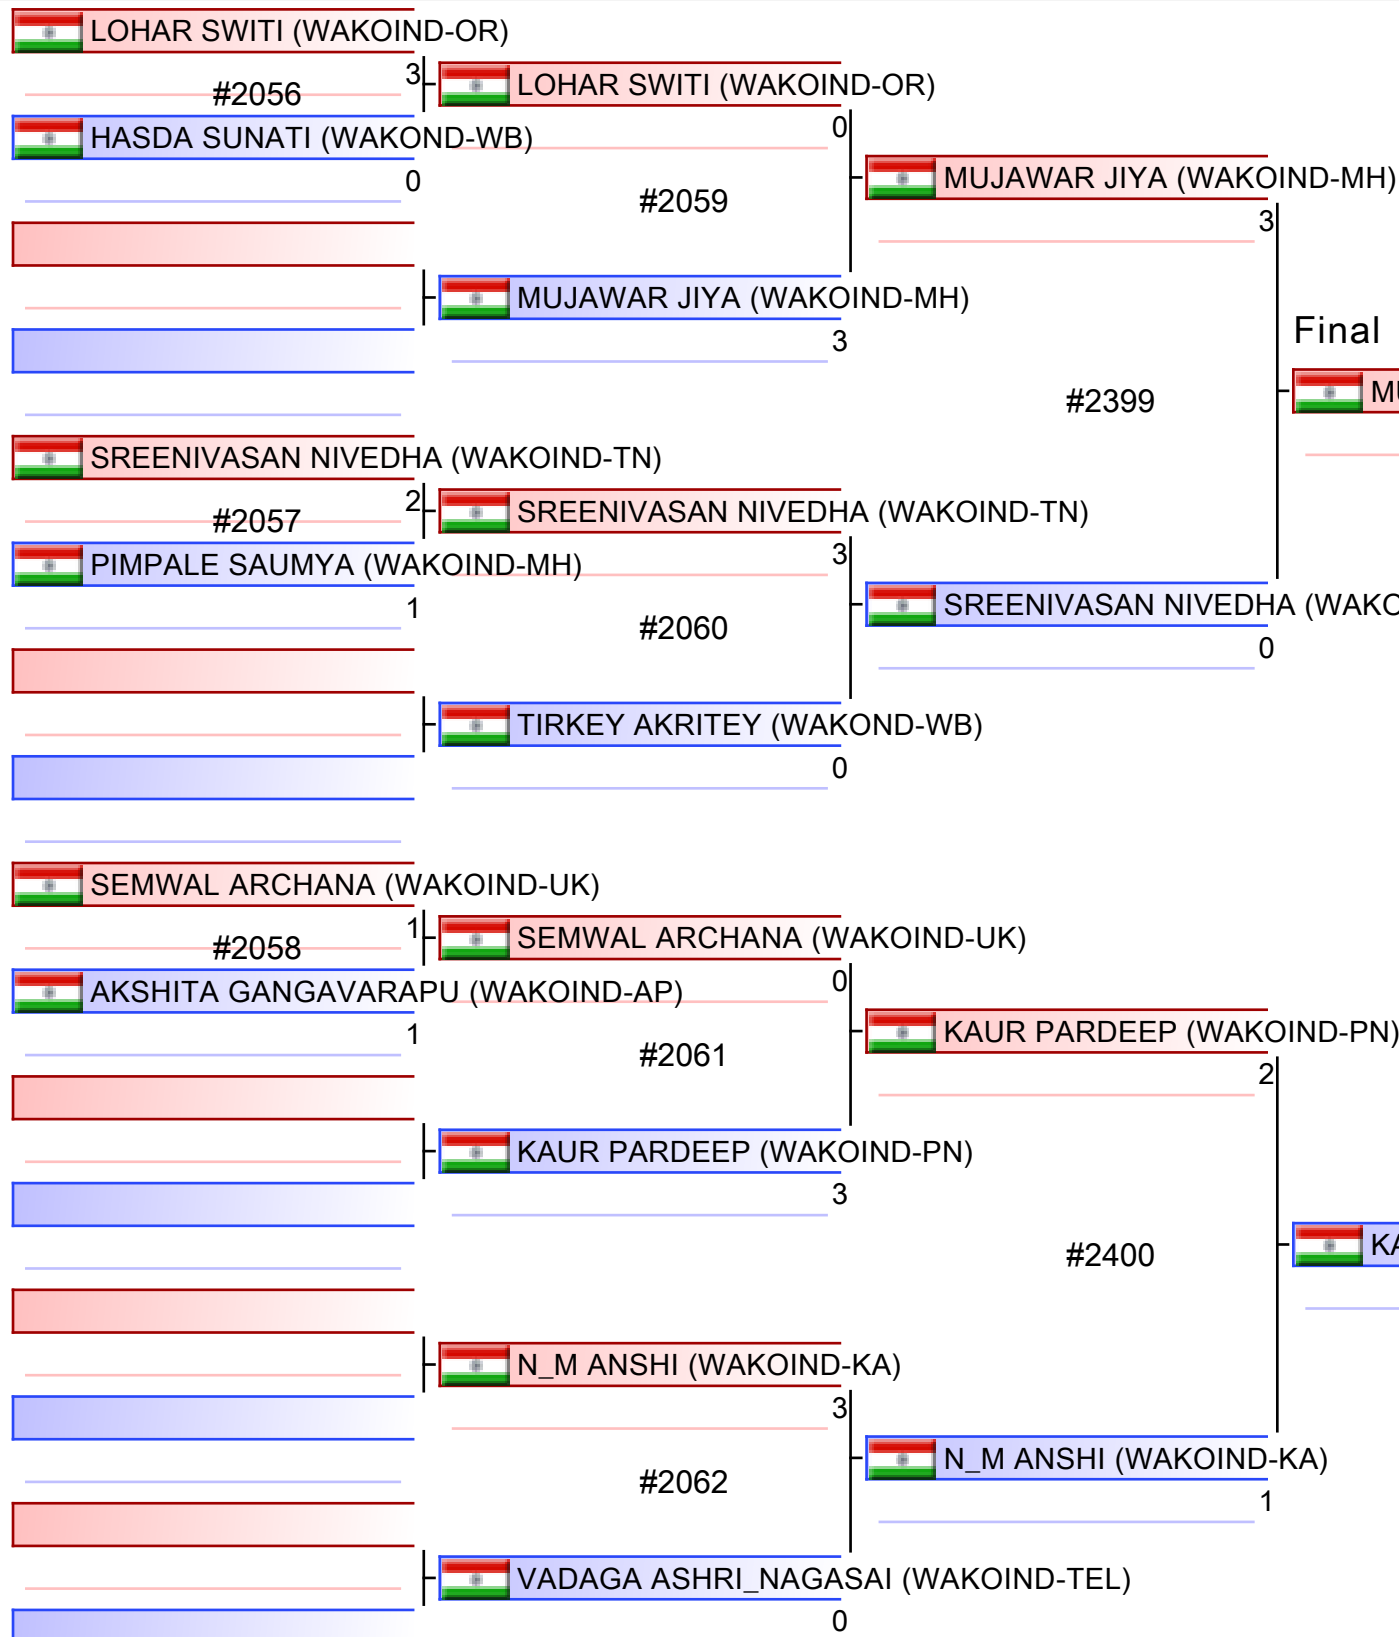 LOHAR SWITI (WAKOIND-OR)
3
#2056
HASDA SUNATI (WAKOND-WB)
0
SREENIVASAN NIVEDHA (WAKOIND-TN)
2
#2057
PIMPALE SAUMYA (WAKOIND-MH)
1
SEMWAL ARCHANA (WAKOIND-UK)
1
#2058
AKSHITA GANGAVARAPU (WAKOIND-AP)
1
LOHAR SWITI (WAKOIND-OR)
0
#2059
MUJAWAR JIYA (WAKOIND-MH)
3
SREENIVASAN NIVEDHA (WAKOIND-TN)
3
#2060
TIRKEY AKRITEY (WAKOND-WB)
0
SEMWAL ARCHANA (WAKOIND-UK)
0
#2061
KAUR PARDEEP (WAKOIND-PN)
3
N_M ANSHI (WAKOIND-KA)
3
#2062
VADAGA ASHRI_NAGASAI (WAKOIND-TEL)
0
MUJAWAR JIYA (WAKOIND-MH)
3
#2399
SREENIVASAN NIVEDHA (WAKO
0
KAUR PARDEEP (WAKOIND-PN)
2
#2400
N_M ANSHI (WAKOIND-KA)
1
Final
MU
KA